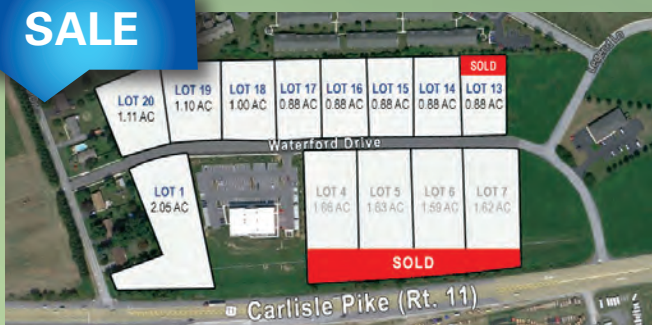 SALE
SOLD
LOT 20
1.11 AC
LOT 19
1.10 AC
LOT 18
1.00 AC
LOT 17
0.88 AC
LOT 16
0.88 AC
LOT 15
0.88 AC
LOT 14
0.88 AC
LOT 13
0.88 AC
Waterford Drive
LOT 1
2.05 AC
LOT 4
1.66 AC
LOT 5
1.63 AC
LOT 6
1.59 AC
LOT 7
1.62 AC
SOLD
11
Carlisle Pike (Rt. 11)